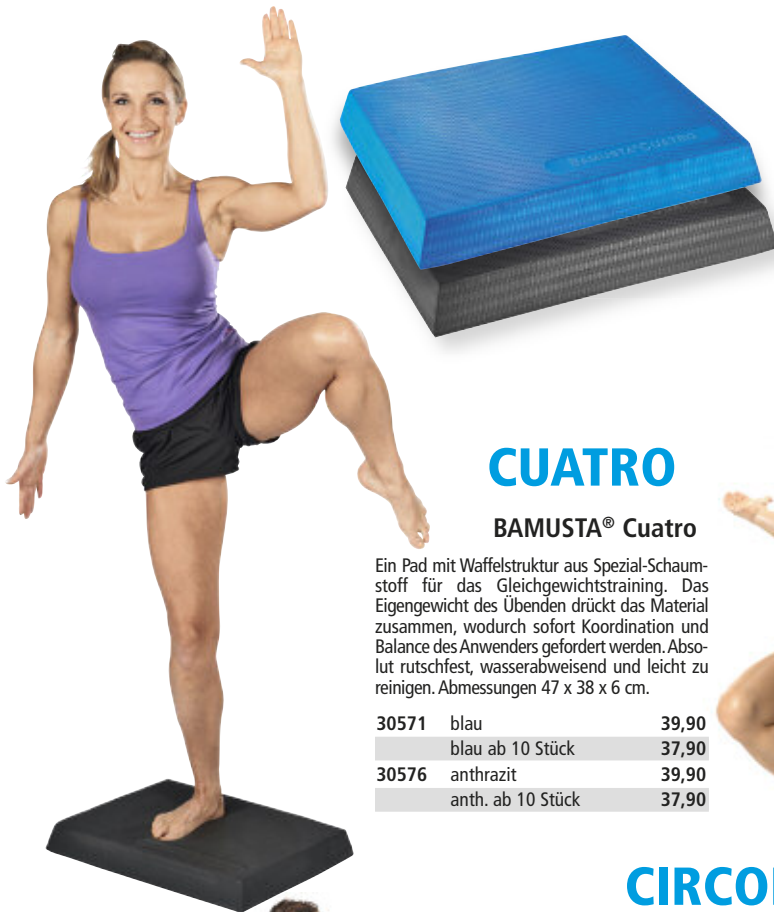 BAMUSTA®CUATRO
CUATRO
BAMUSTA® Cuatro
Ein Pad mit Waffelstruktur aus Spezial-Schaum-
stoff für das Gleichgewichtstraining. Das
Eigengewicht des Übenden drückt das Material
zusammen, wodurch sofort Koordination und
Balance des Anwenders gefordert werden. Abso-
lut rutschfest, wasserabweisend und leicht zu
reinigen. Abmessungen 47 x 38 x 6 cm.
30571 blau 39,90
blau ab 10 Stück 37,90
30576 anthrazit 39,90
anth. ab 10 Stück 37,90
CIRCO